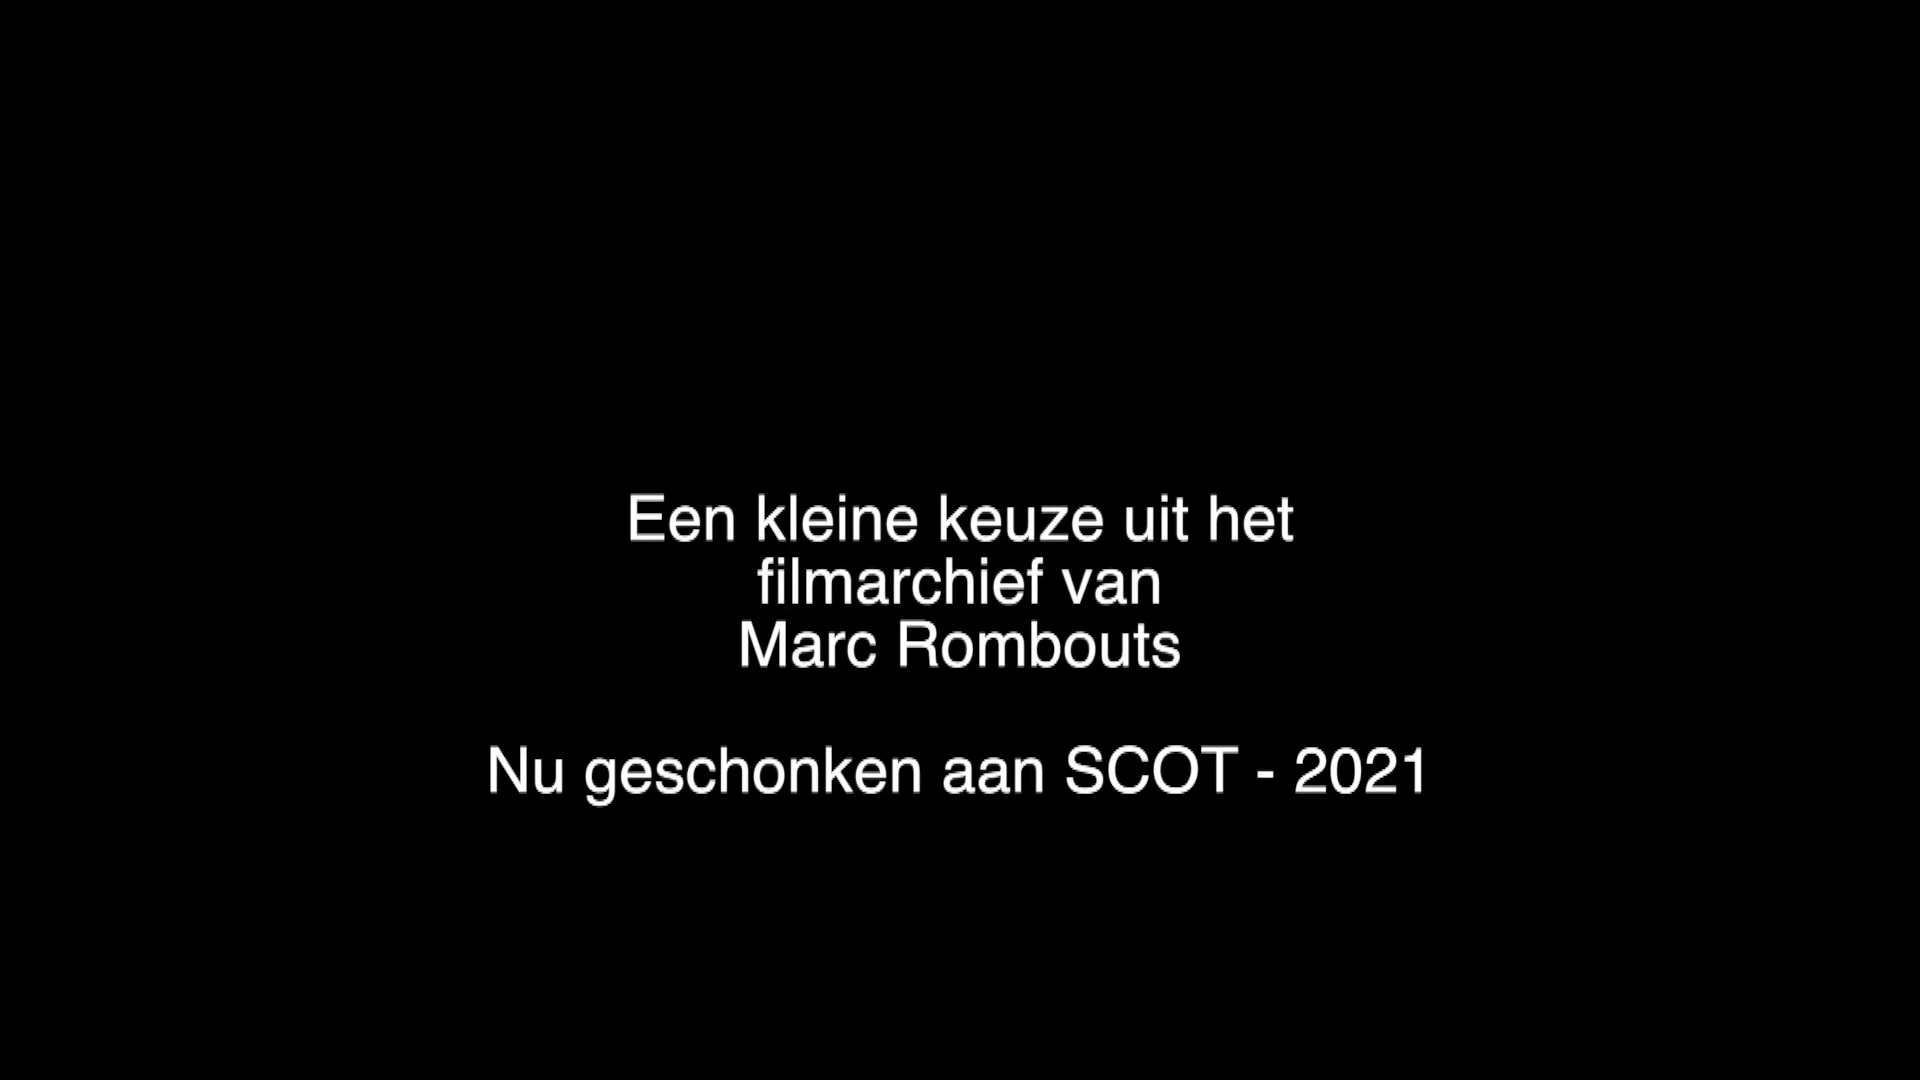 Een kleine keuze uit het
filmarchief van
Marc Rombouts
Nu geschonken aan SCOT - 2021